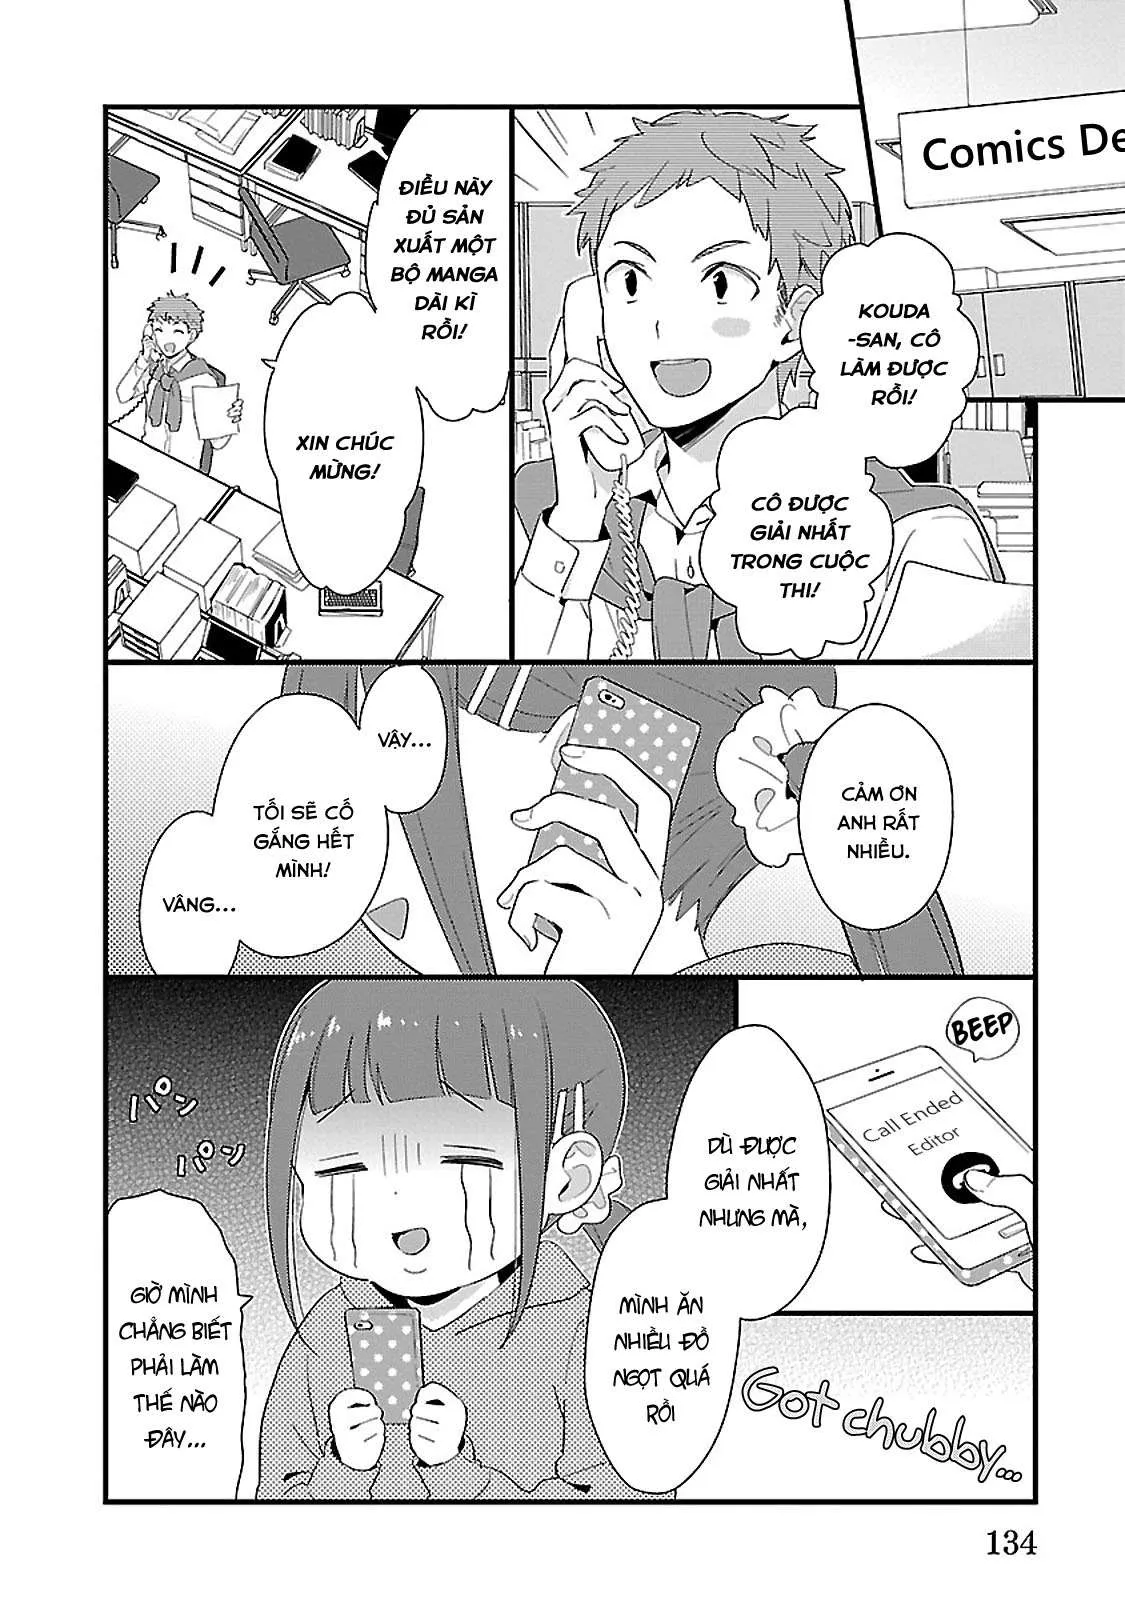 Comics De
KOUDA
-SAN, CÔ
LÀM ĐƯỢC
RỒI!
CÔ ĐƯỢC
GIẢI NHẤT
TRONG CUỘC
THI!
ĐIỀU NÀY
ĐỦ SẢN
XUẤT MỘT
BỘ MANGA
DÀI KÌ
RỒI!
XIN CHÚC
MỪNG!
CẢM ƠN
ANH RẤT
NHIỀU.
VẬY...
TỐI SẼ CỐ
GẮNG HẾT
MÌNH!
VÂNG...
BEEP
Call Ended
Editor
DÙ ĐƯỢC
GIẢI NHẤT
NHƯNG MÀ,
MÌNH ĂN
NHIỀU ĐỒ
NGỌT QUÁ
RỒI
Got chubby...
パン
パン
GIỜ MÌNH
CHẲNG BIẾT
PHẢI LÀM
THẾ NÀO
ĐÂY...
134